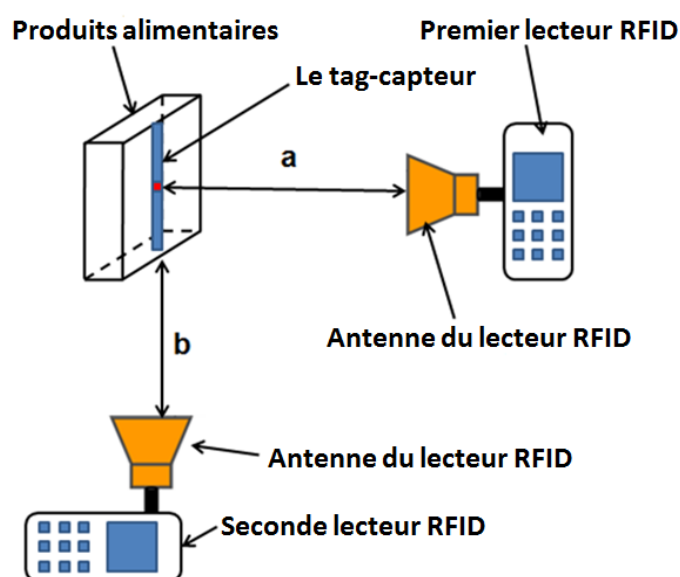 Produits alimentaires
Premier lecteur RFID
Le tag-capteur
a
Antenne du lecteur RFID
b
Antenne du lecteur RFID
Seconde lecteur RFID